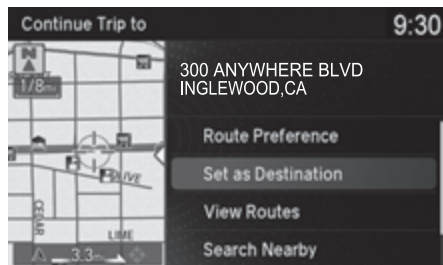 Continue Trip to
9:30
N
1/8mi
300 ANYWHERE BLVD
INGLEWOOD,CA
Route Preference
Set as Destination
View Routes
Search Nearby
OLIVE
CEDAR
LIME
3.3mi